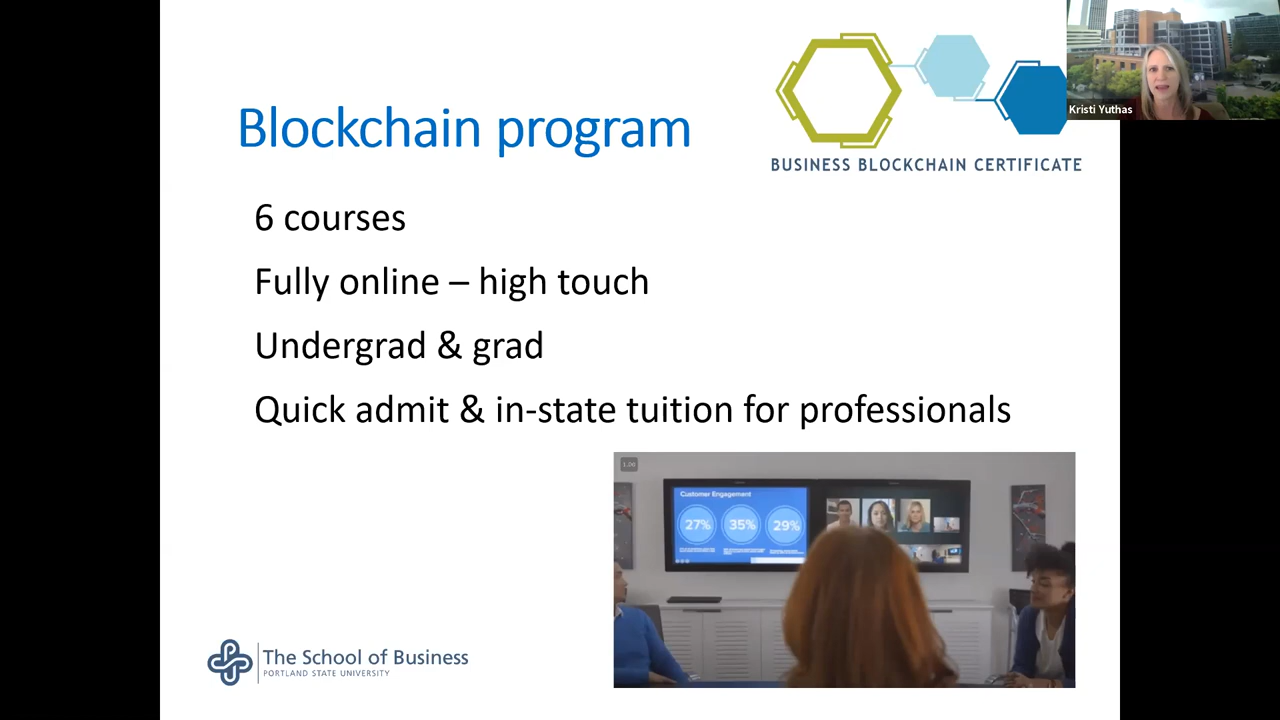 Kristi Yuthas
Blockchain program
BUSINESS BLOCKCHAIN CERTIFICATE
6 courses
Fully online – high touch
Undergrad & grad
Quick admit & in-state tuition for professionals
Customer Engagement
27% 35% 29%
The School of Business
PORTLAND STATE UNIVERSITY